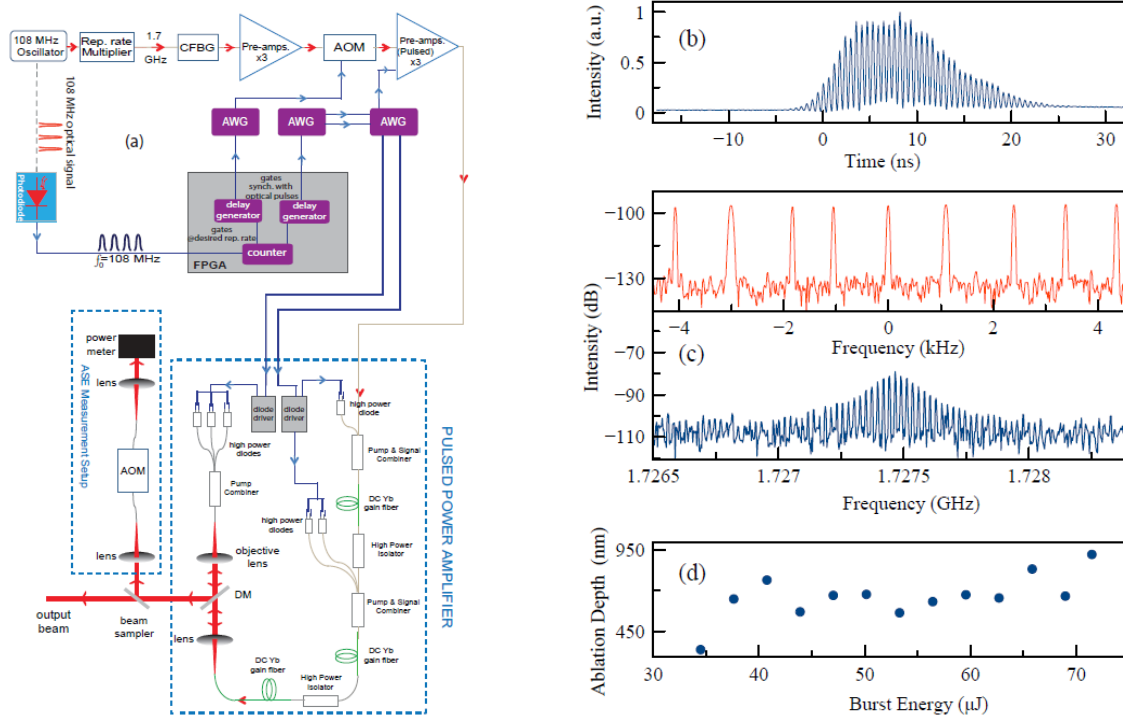 108 MHz
Oscillator
Rep. rate
Multiplier
1.7
GHz
CFBG
Pre-amps.
x3
AOM
Pre-amps.
(Pulsed)
x3
108 MHz optical signal
(a)
AWG
AWG
AWG
Photodiode
gates
synch. with
optical pulses
delay
generator
delay
generator
gates
@desired rep. rate
counter
FPGA
f₀=108 MHz
power
meter
lens
ASE Measurement Setup
AOM
lens
output
beam
beam
sampler
diode
driver
diode
driver
high power
diode
high power
diodes
Pump & Signal
Combiner
Pump
Combiner
DC Yb
gain fiber
high power
diodes
High Power
Isolator
objective
lens
DM
Pump & Signal
Combiner
lens
DC Yb
gain fiber
DC Yb
gain fiber
High Power
Isolator
PULSED POWER AMPLIFIER
(b)
Intensity (a.u.)
1
0.5
0
−10 0 10 20 30
Time (ns)
−100
−130
−4 −2 0 2 4
Frequency (kHz)
Intensity (dB)
(c)
−70
−90
−110
1.7265 1.727 1.7275 1.728
Frequency (GHz)
(d)
Ablation Depth (nm)
950
450
30 40 50 60 70
Burst Energy (μJ)